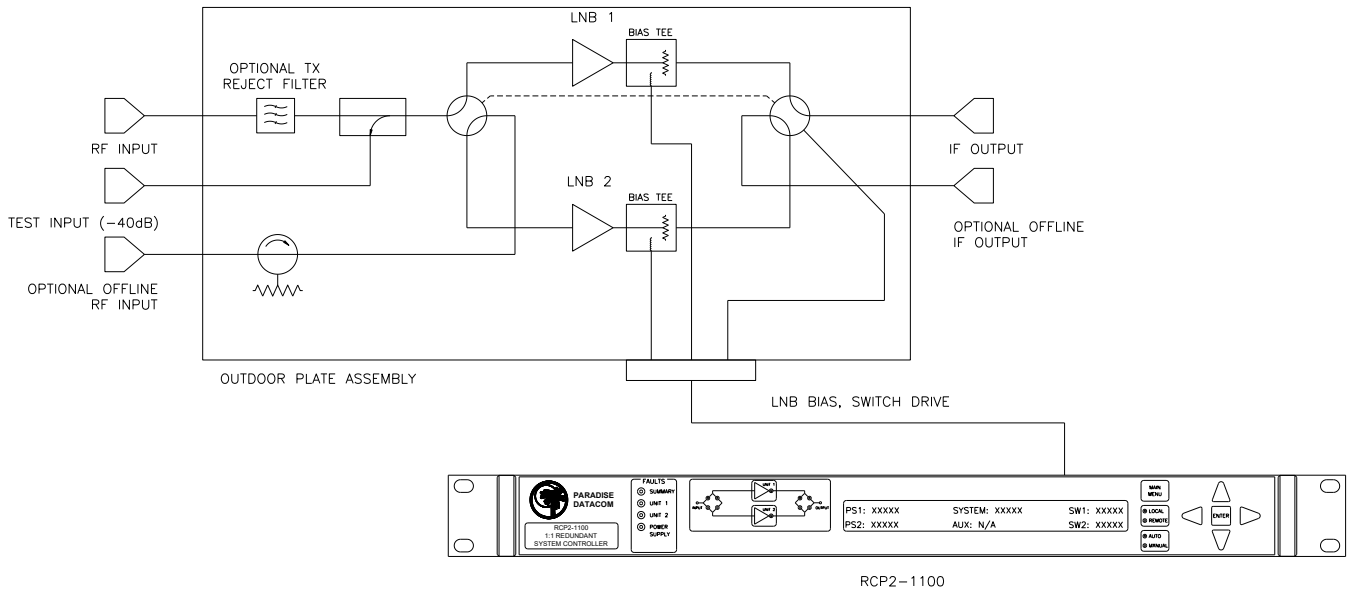 LNB 1
BIAS TEE
OPTIONAL TX
REJECT FILTER
RF INPUT
IF OUTPUT
LNB 2
BIAS TEE
TEST INPUT (-40dB)
OPTIONAL OFFLINE
IF OUTPUT
OPTIONAL OFFLINE
RF INPUT
OUTDOOR PLATE ASSEMBLY
LNB BIAS, SWITCH DRIVE
PARADISE
DATACOM
RCP2-1100
1:1 REDUNDANT
SYSTEM CONTROLLER
FAULTS
SUMMARY
UNIT 1
UNIT 2
POWER
SUPPLY
UNIT 1
INPUT
OUTPUT
UNIT 2
PS1: XXXXX SYSTEM: XXXXX SW1: XXXXX
PS2: XXXXX AUX: N/A SW2: XXXXX
MAIN
MENU
LOCAL
REMOTE
AUTO
MANUAL
ENTER
RCP2-1100